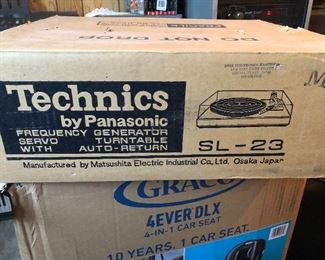 DO NOT DROP
Technics
by Panasonic
FREQUENCY GENERATOR
SERVO TURNTABLE
WITH AUTO-RETURN
SL-23
Manufactured by Matsushita Electric Industrial Co., Ltd. Osaka Japan
GRACO
4EVER DLX
4-IN-1 CAR SEAT
10 YEARS. 1 CAR SEAT.